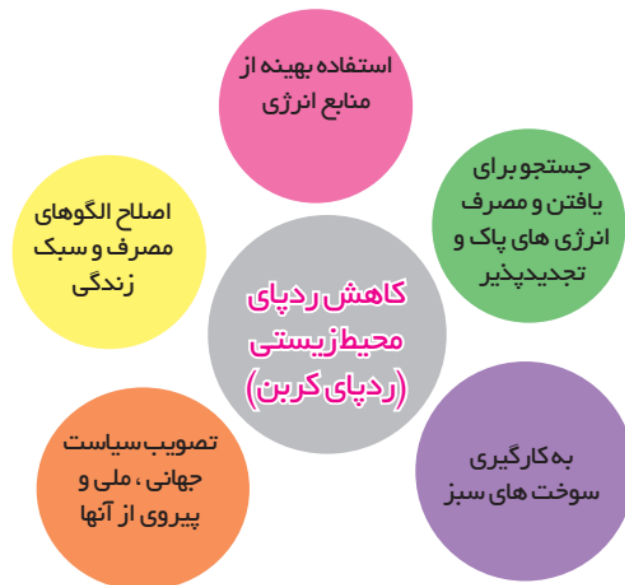 استفاده بهینه از
منابع انرژی
جستجو برای
یافتن و مصرف
انرژی های پاک و
تجدیدپذیر
اصلاح الگوهای
مصرف و سبک
زندگی
کاهش ردپای
محیط‌زیستی
(ردپای کربن)
به کارگیری
سوخت های سبز
تصویب سیاست
جهانی ، ملی و
پیروی از آنها